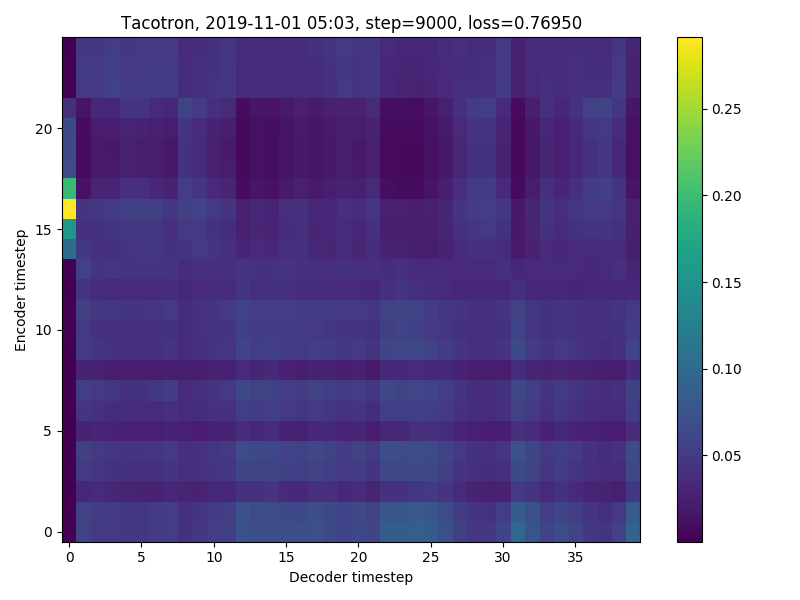 Tacotron, 2019-11-01 05:03, step=9000, loss=0.76950
Encoder timestep
20
15
10
5
0
0 5 10 15 20 25 30 35
Decoder timestep
0.25
0.20
0.15
0.10
0.05